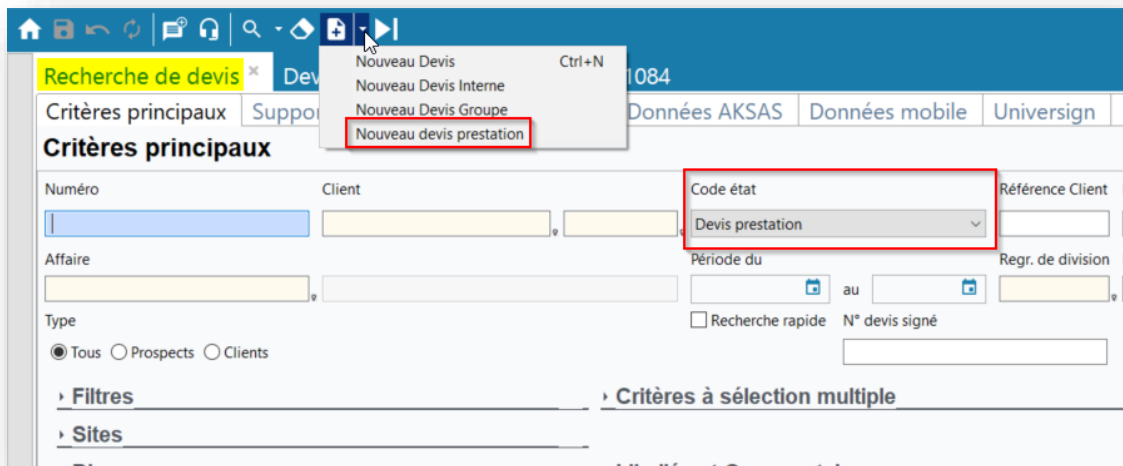 Nouveau Devis Ctrl+N
Nouveau Devis Interne
Nouveau Devis Groupe
Nouveau devis prestation
Recherche de devis × Dev 1084
Critères principaux Suppor Données AKSAS Données mobile Universign
Critères principaux
Numéro Client Code état Référence Client
Devis prestation
Affaire Période du Regr. de division
au
Type Recherche rapide N° devis signé
Tous Prospects Clients
Filtres Critères à sélection multiple
Sites